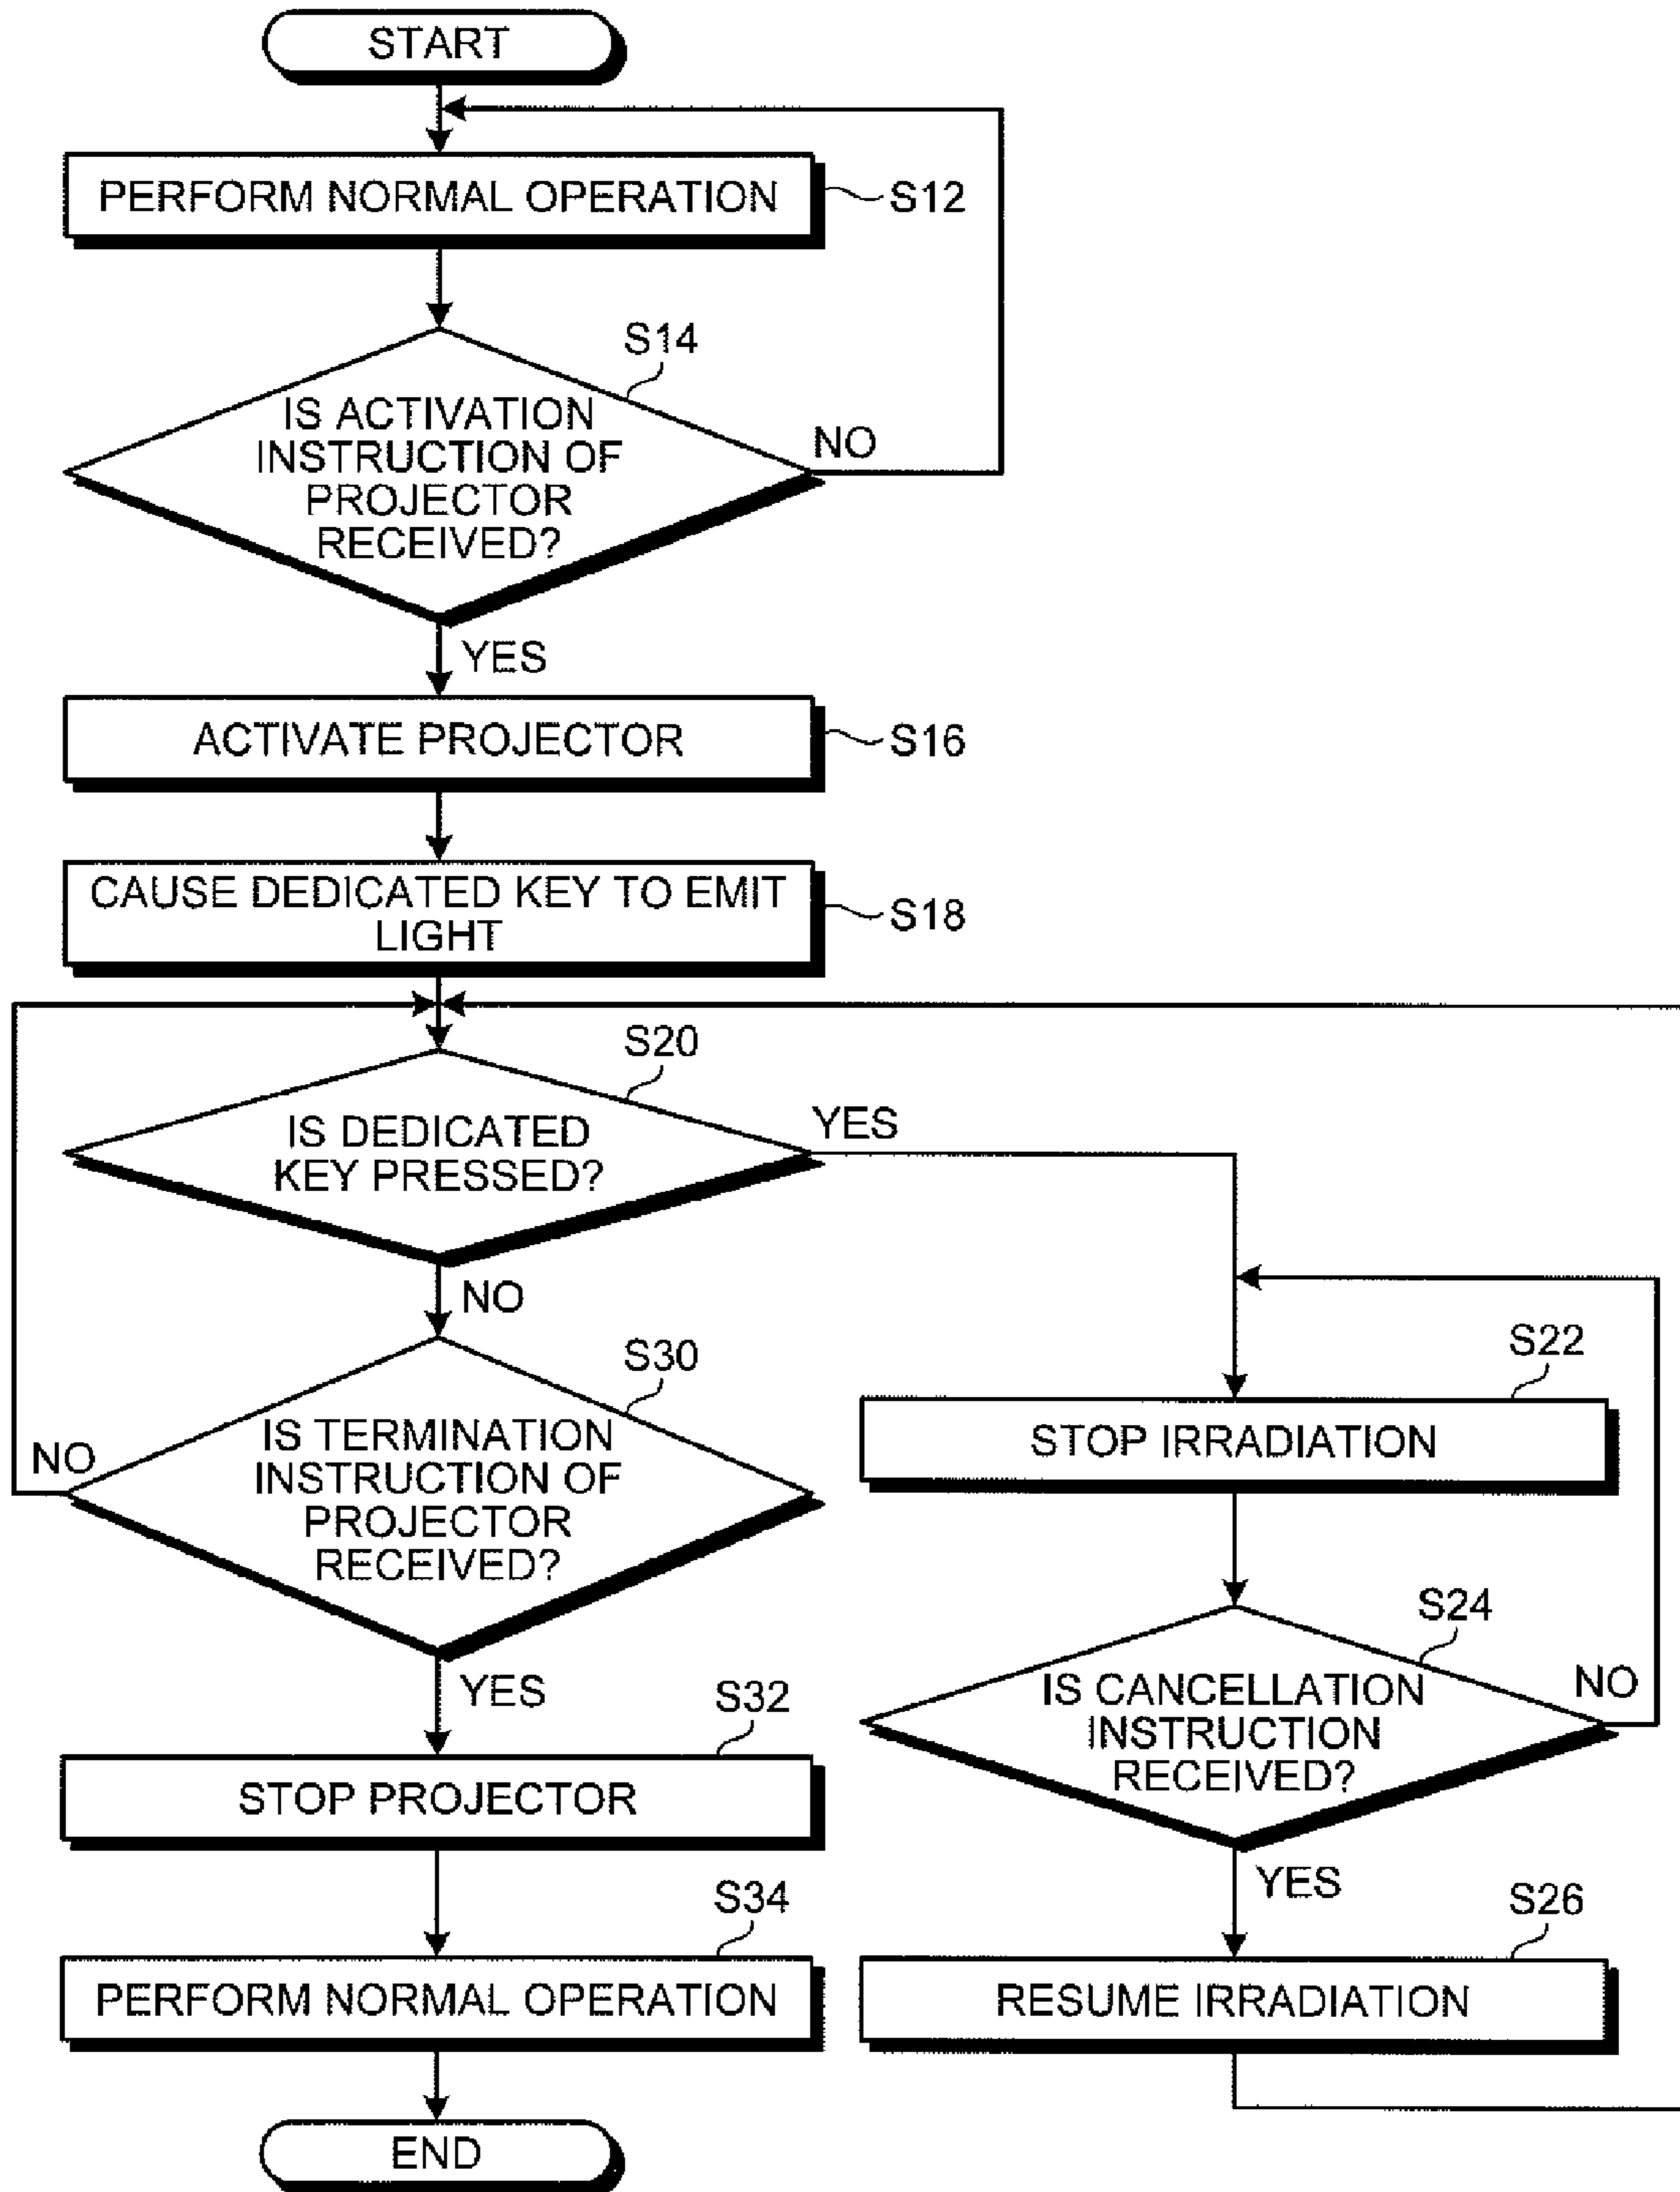 START
PERFORM NORMAL OPERATION
S12
S14
IS ACTIVATION
INSTRUCTION OF
PROJECTOR
RECEIVED?
NO
YES
ACTIVATE PROJECTOR
S16
CAUSE DEDICATED KEY TO EMIT
LIGHT
S18
S20
IS DEDICATED
KEY PRESSED?
YES
NO
S30
IS TERMINATION
INSTRUCTION OF
PROJECTOR
RECEIVED?
NO
YES
S32
STOP PROJECTOR
S34
PERFORM NORMAL OPERATION
END
S22
STOP IRRADIATION
S24
IS CANCELLATION
INSTRUCTION
RECEIVED?
NO
YES
S26
RESUME IRRADIATION